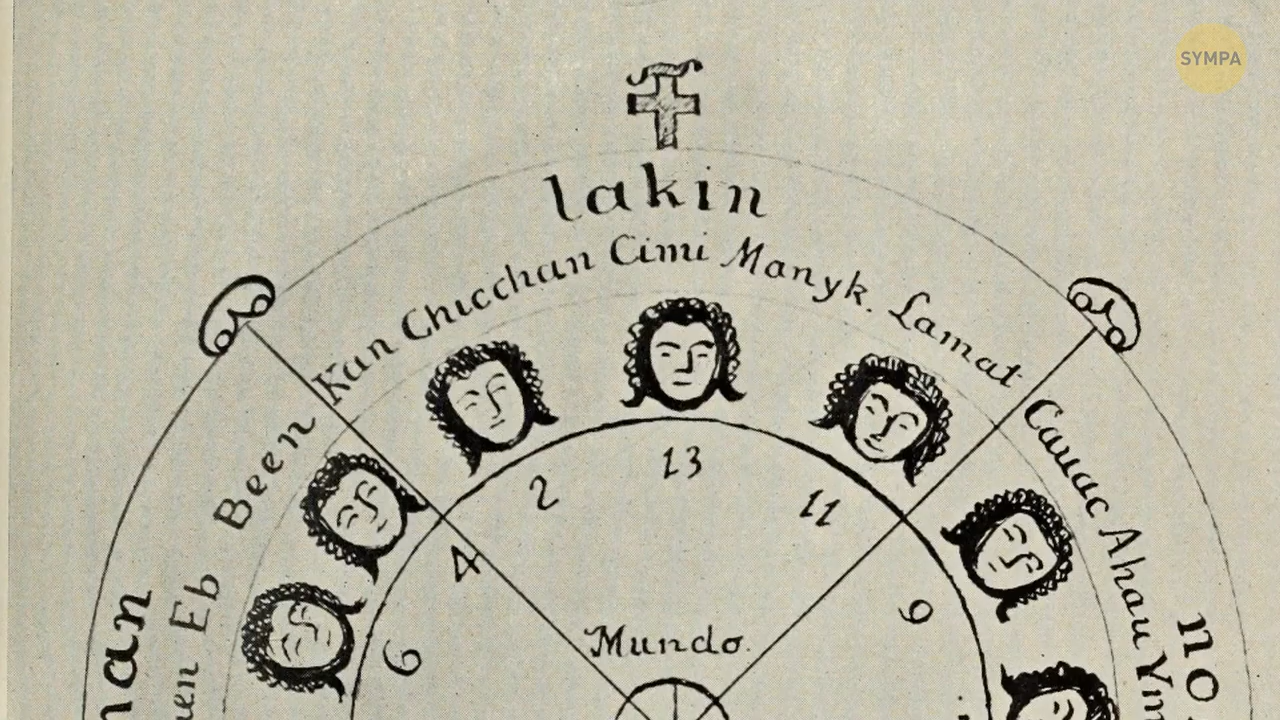 SYMPA
lakin
Kan Chicchan Cimi Manyk. Lamat
Been
Eb
Cauac Ahau Ym
2
13
11
4
9
6
Mundo.